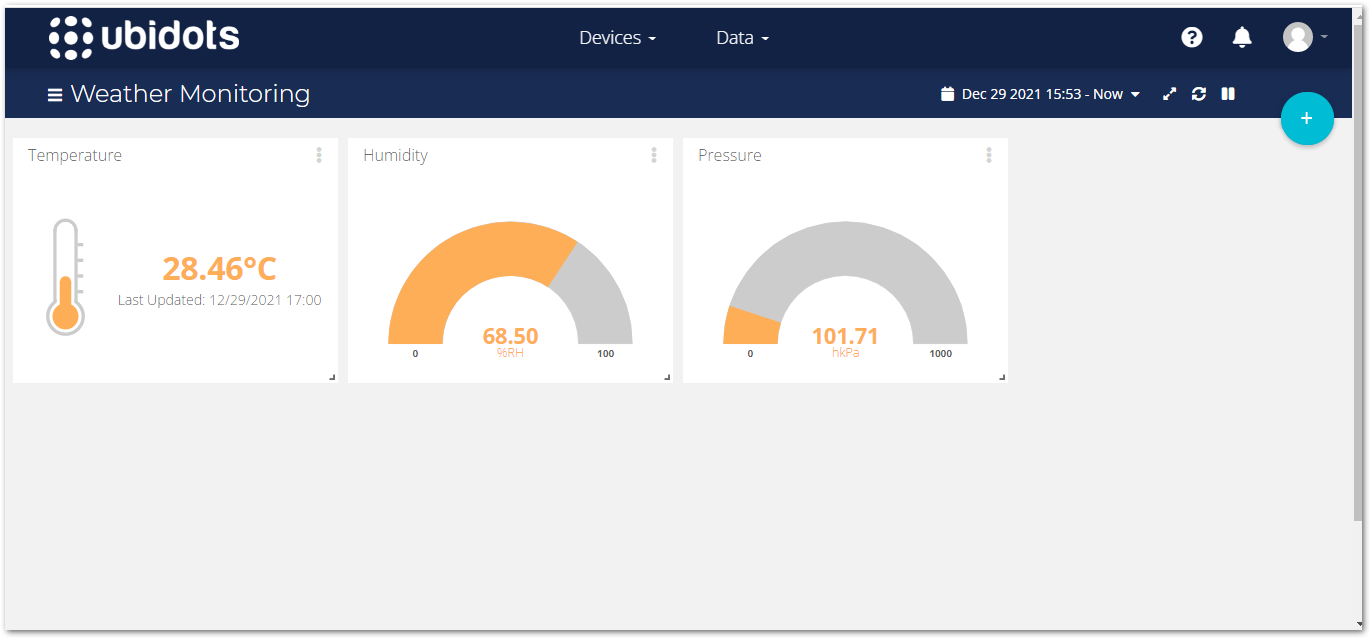 ubidots
Devices
Data
Weather Monitoring
Dec 29 2021 15:53 - Now
+
Temperature
28.46°C
Last Updated: 12/29/2021 17:00
Humidity
68.50
%RH
0
100
Pressure
101.71
hkPa
0
1000